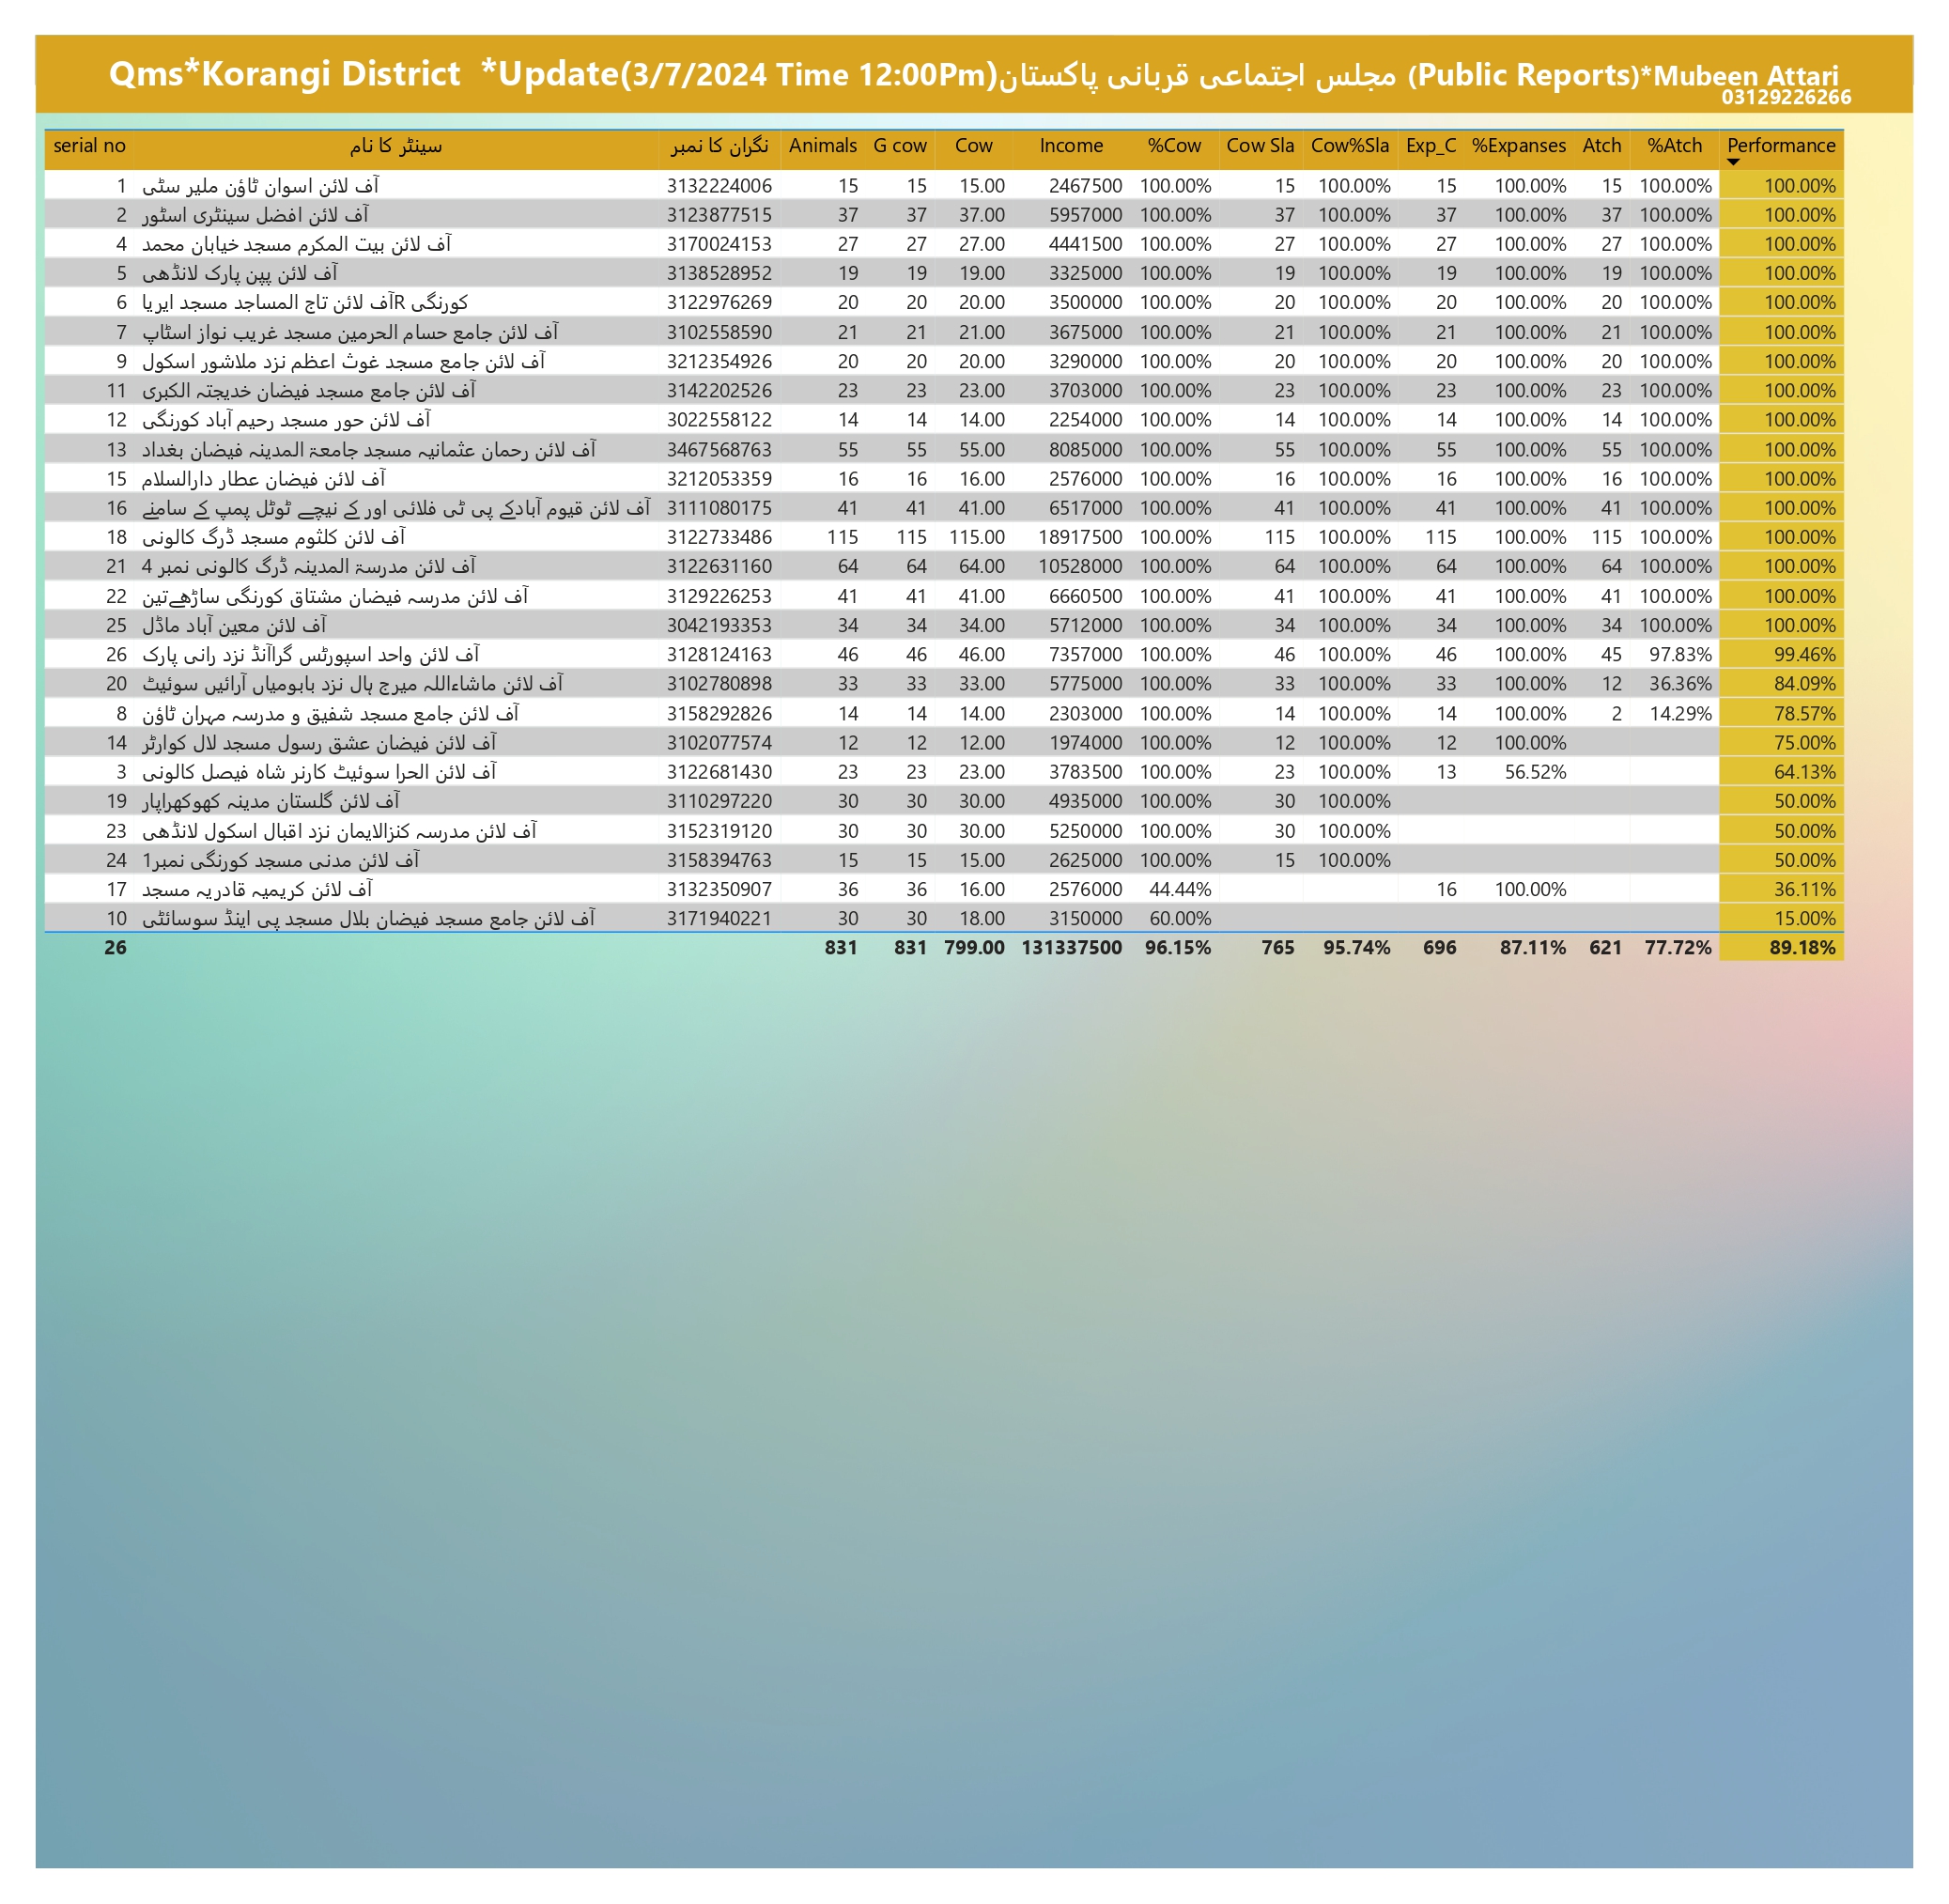 Qms*Korangi District *Update(3/7/2024 Time 12:00Pm)مجلس اجتماعی قربانی پاکستان (Public Reports)*Mubeen Attari
03129226266
serial no سینٹر کا نام نگران کا نمبر Animals G cow Cow Income %Cow Cow Sla Cow%Sla Exp_C %Expanses Atch %Atch Performance
1 آف لائن اسوان ٹاؤن ملیر سٹی 3132224006 15 15 15.00 2467500 100.00% 15 100.00% 15 100.00% 15 100.00% 100.00%
2 آف لائن افضل سینٹری اسٹور 3123877515 37 37 37.00 5957000 100.00% 37 100.00% 37 100.00% 37 100.00% 100.00%
4 آف لائن بیت المکرم مسجد خیابان محمد 3170024153 27 27 27.00 4441500 100.00% 27 100.00% 27 100.00% 27 100.00% 100.00%
5 آف لائن پپن پارک لانڈھی 3138528952 19 19 19.00 3325000 100.00% 19 100.00% 19 100.00% 19 100.00% 100.00%
6 آف لائن تاج المساجد مسجد ایریا R کورنگی 3122976269 20 20 20.00 3500000 100.00% 20 100.00% 20 100.00% 20 100.00% 100.00%
7 آف لائن جامع حسام الحرمین مسجد غریب نواز اسٹاپ 3102558590 21 21 21.00 3675000 100.00% 21 100.00% 21 100.00% 21 100.00% 100.00%
9 آف لائن جامع مسجد غوث اعظم نزد ملاشور اسکول 3212354926 20 20 20.00 3290000 100.00% 20 100.00% 20 100.00% 20 100.00% 100.00%
11 آف لائن جامع مسجد فیضان خدیجتہ الکبری 3142202526 23 23 23.00 3703000 100.00% 23 100.00% 23 100.00% 23 100.00% 100.00%
12 آف لائن حور مسجد رحیم آباد کورنگی 3022558122 14 14 14.00 2254000 100.00% 14 100.00% 14 100.00% 14 100.00% 100.00%
13 آف لائن رحمان عثمانیہ مسجد جامعۃ المدینہ فیضان بغداد 3467568763 55 55 55.00 8085000 100.00% 55 100.00% 55 100.00% 55 100.00% 100.00%
15 آف لائن فیضان عطار دارالسلام 3212053359 16 16 16.00 2576000 100.00% 16 100.00% 16 100.00% 16 100.00% 100.00%
16 آف لائن قیوم آبادکے پی ٹی فلائی اور کے نیچے ٹوٹل پمپ کے سامنے 3111080175 41 41 41.00 6517000 100.00% 41 100.00% 41 100.00% 41 100.00% 100.00%
18 آف لائن کلثوم مسجد ڈرگ کالونی 3122733486 115 115 115.00 18917500 100.00% 115 100.00% 115 100.00% 115 100.00% 100.00%
21 آف لائن مدرسۃ المدینہ ڈرگ کالونی نمبر 4 3122631160 64 64 64.00 10528000 100.00% 64 100.00% 64 100.00% 64 100.00% 100.00%
22 آف لائن مدرسہ فیضان مشتاق کورنگی ساڑھےتین 3129226253 41 41 41.00 6660500 100.00% 41 100.00% 41 100.00% 41 100.00% 100.00%
25 آف لائن معین آباد ماڈل 3042193353 34 34 34.00 5712000 100.00% 34 100.00% 34 100.00% 34 100.00% 100.00%
26 آف لائن واحد اسپورٹس گراآنڈ نزد رانی پارک 3128124163 46 46 46.00 7357000 100.00% 46 100.00% 46 100.00% 45 97.83% 99.46%
20 آف لائن ماشاءاللہ میرج ہال نزد بابومیاں آرائیں سوئیٹ 3102780898 33 33 33.00 5775000 100.00% 33 100.00% 33 100.00% 12 36.36% 84.09%
8 آف لائن جامع مسجد شفیق و مدرسہ مہران ٹاؤن 3158292826 14 14 14.00 2303000 100.00% 14 100.00% 14 100.00% 2 14.29% 78.57%
14 آف لائن فیضان عشق رسول مسجد لال کوارٹر 3102077574 12 12 12.00 1974000 100.00% 12 100.00% 12 100.00% 75.00%
3 آف لائن الحرا سوئیٹ کارنر شاہ فیصل کالونی 3122681430 23 23 23.00 3783500 100.00% 23 100.00% 13 56.52% 64.13%
19 آف لائن گلستان مدینہ کھوکھراپار 3110297220 30 30 30.00 4935000 100.00% 30 100.00% 50.00%
23 آف لائن مدرسہ کنزالایمان نزد اقبال اسکول لانڈھی 3152319120 30 30 30.00 5250000 100.00% 30 100.00% 50.00%
24 آف لائن مدنی مسجد کورنگی نمبر1 3158394763 15 15 15.00 2625000 100.00% 15 100.00% 50.00%
17 آف لائن کریمیہ قادریہ مسجد 3132350907 36 36 16.00 2576000 44.44% 16 100.00% 36.11%
10 آف لائن جامع مسجد فیضان بلال مسجد پی اینڈ سوسائٹی 3171940221 30 30 18.00 3150000 60.00% 15.00%
26 831 831 799.00 131337500 96.15% 765 95.74% 696 87.11% 621 77.72% 89.18%